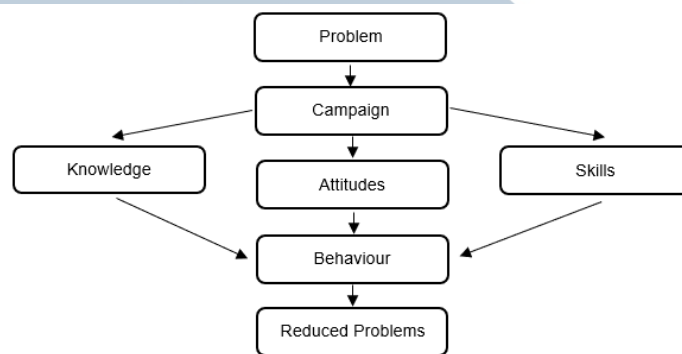 Problem
Campaign
Knowledge
Attitudes
Skills
Behaviour
Reduced Problems